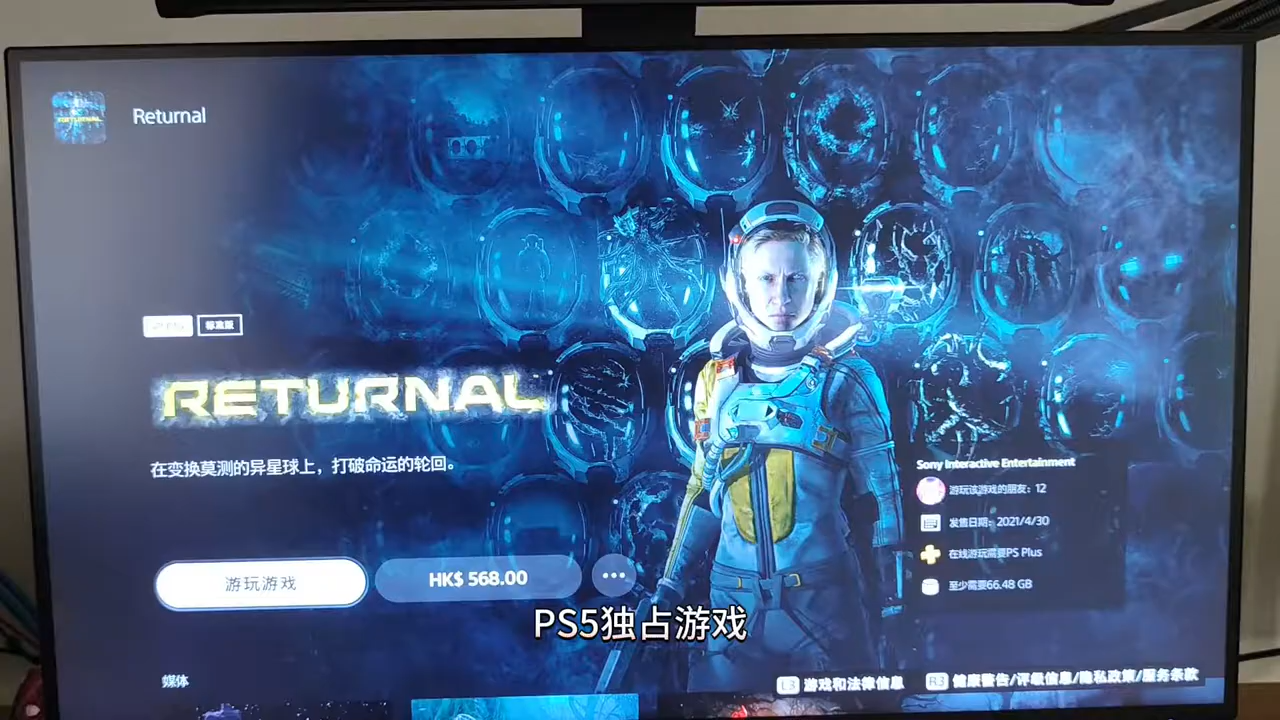 Returnal
标准版
RETURNAL
在变换莫测的异星球上，打破命运的轮回。
Sony Interactive Entertainment
游玩该游戏的朋友：12
发售日期：2021/4/30
在线游玩需要PS Plus
至少需要66.48 GB
游玩游戏
HK$ 568.00
PS5独占游戏
媒体
L3 游戏和法律信息
R3 健康警告/评级信息/隐私政策/服务条款